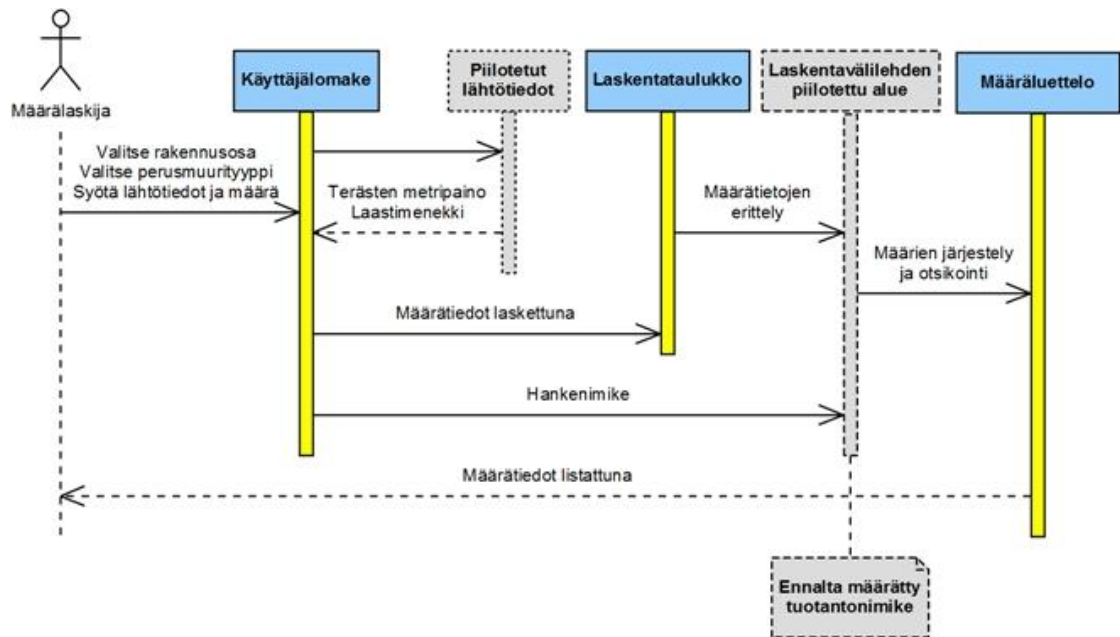 Määrälaskija
Käyttäjälomake
Piilotetut
lähtötiedot
Laskentataulukko
Laskentavälilehden
piilotettu alue
Määräluettelo
Valitse rakennusosa
Valitse perusmuurityyppi
Syötä lähtötiedot ja määrä
Terästen metripaino
Laastimenekki
Määrätietojen
erittely
Määrien järjestely
ja otsikointi
Määrätiedot laskettuna
Hankenimike
Määrätiedot listattuna
Ennalta määrätty
tuotantonimike